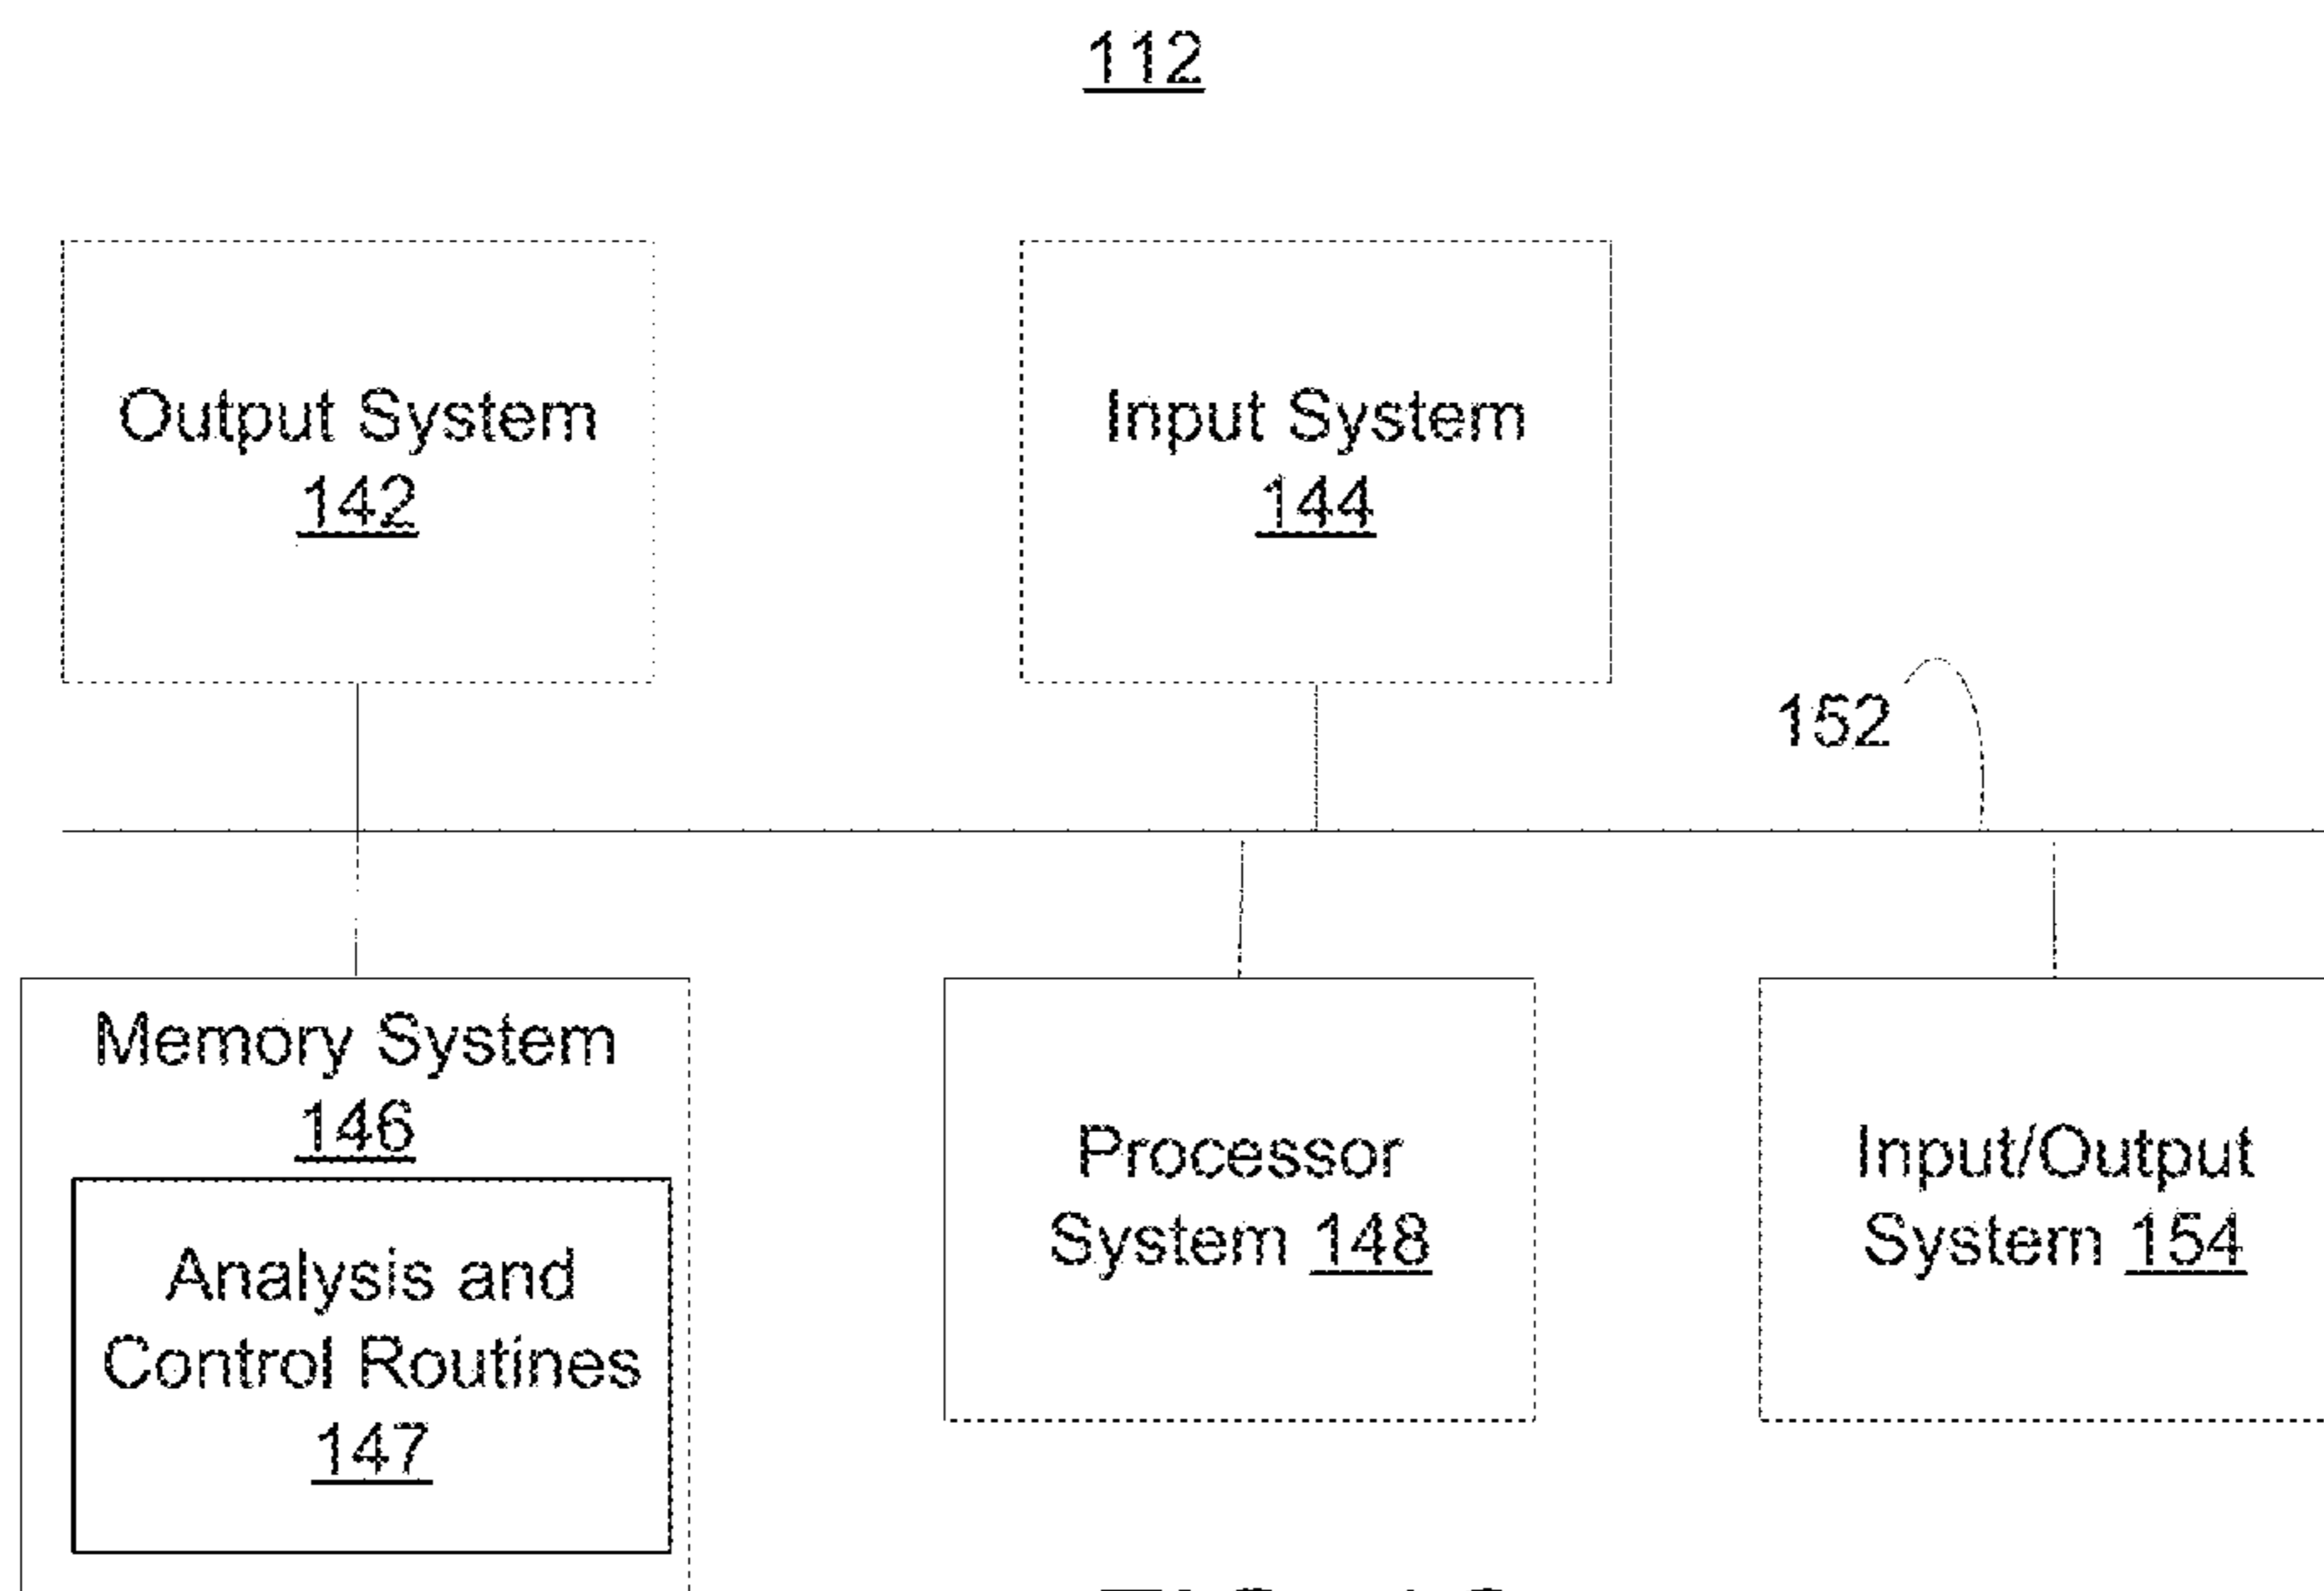 112
Output System
142
Input System
144
152
Memory System
146
Analysis and
Control Routines
147
Processor
System 148
Input/Output
System 154